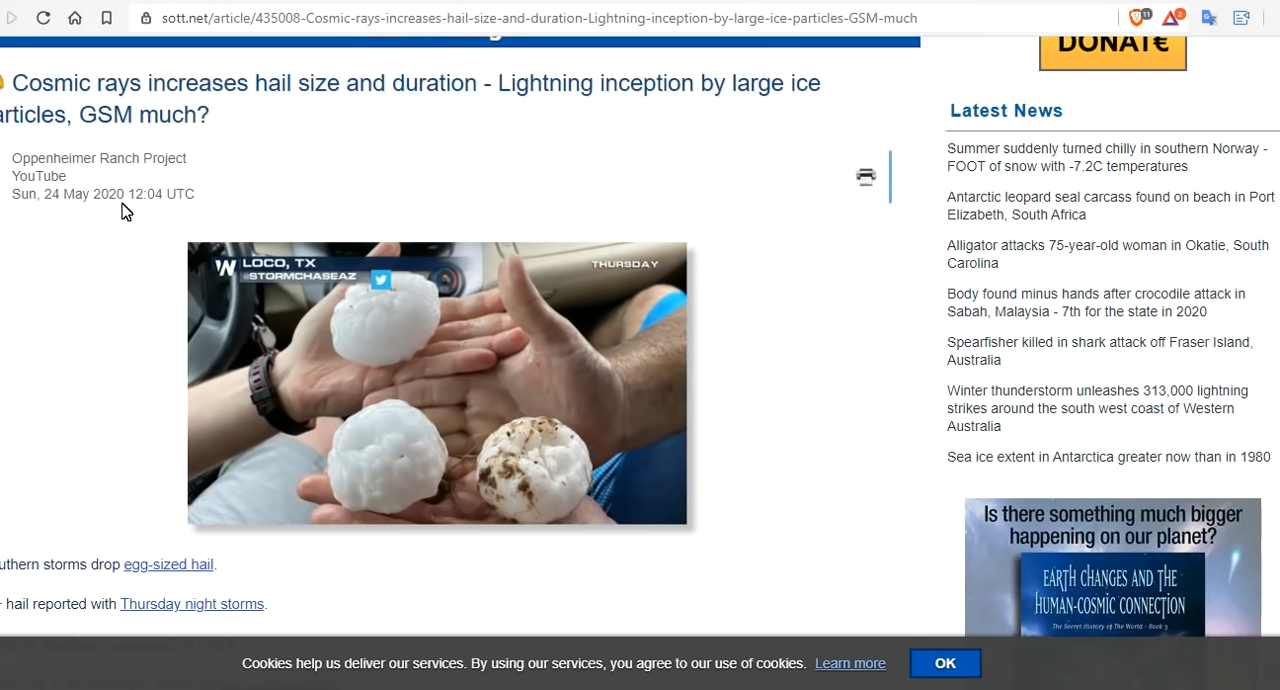 sott.net/article/435008-Cosmic-rays-increases-hail-size-and-duration-Lightning-inception-by-large-ice-particles-GSM-much
11
2
DONAT€
Cosmic rays increases hail size and duration - Lightning inception by large ice
articles, GSM much?
Oppenheimer Ranch Project
YouTube
Sun, 24 May 2020 12:04 UTC
W LOCO, TX
@STORMCHASEAZ
THURSDAY
uthern storms drop egg-sized hail.
hail reported with Thursday night storms.
Latest News
Summer suddenly turned chilly in southern Norway -
FOOT of snow with -7.2C temperatures
Antarctic leopard seal carcass found on beach in Port
Elizabeth, South Africa
Alligator attacks 75-year-old woman in Okatie, South
Carolina
Body found minus hands after crocodile attack in
Sabah, Malaysia - 7th for the state in 2020
Spearfisher killed in shark attack off Fraser Island,
Australia
Winter thunderstorm unleashes 313,000 lightning
strikes around the south west coast of Western
Australia
Sea ice extent in Antarctica greater now than in 1980
Is there something much bigger
happening on our planet?
EARTH CHANGES AND THE
HUMAN-COSMIC CONNECTION
The Secret History of The World - Book 3
Cookies help us deliver our services. By using our services, you agree to our use of cookies. Learn more OK